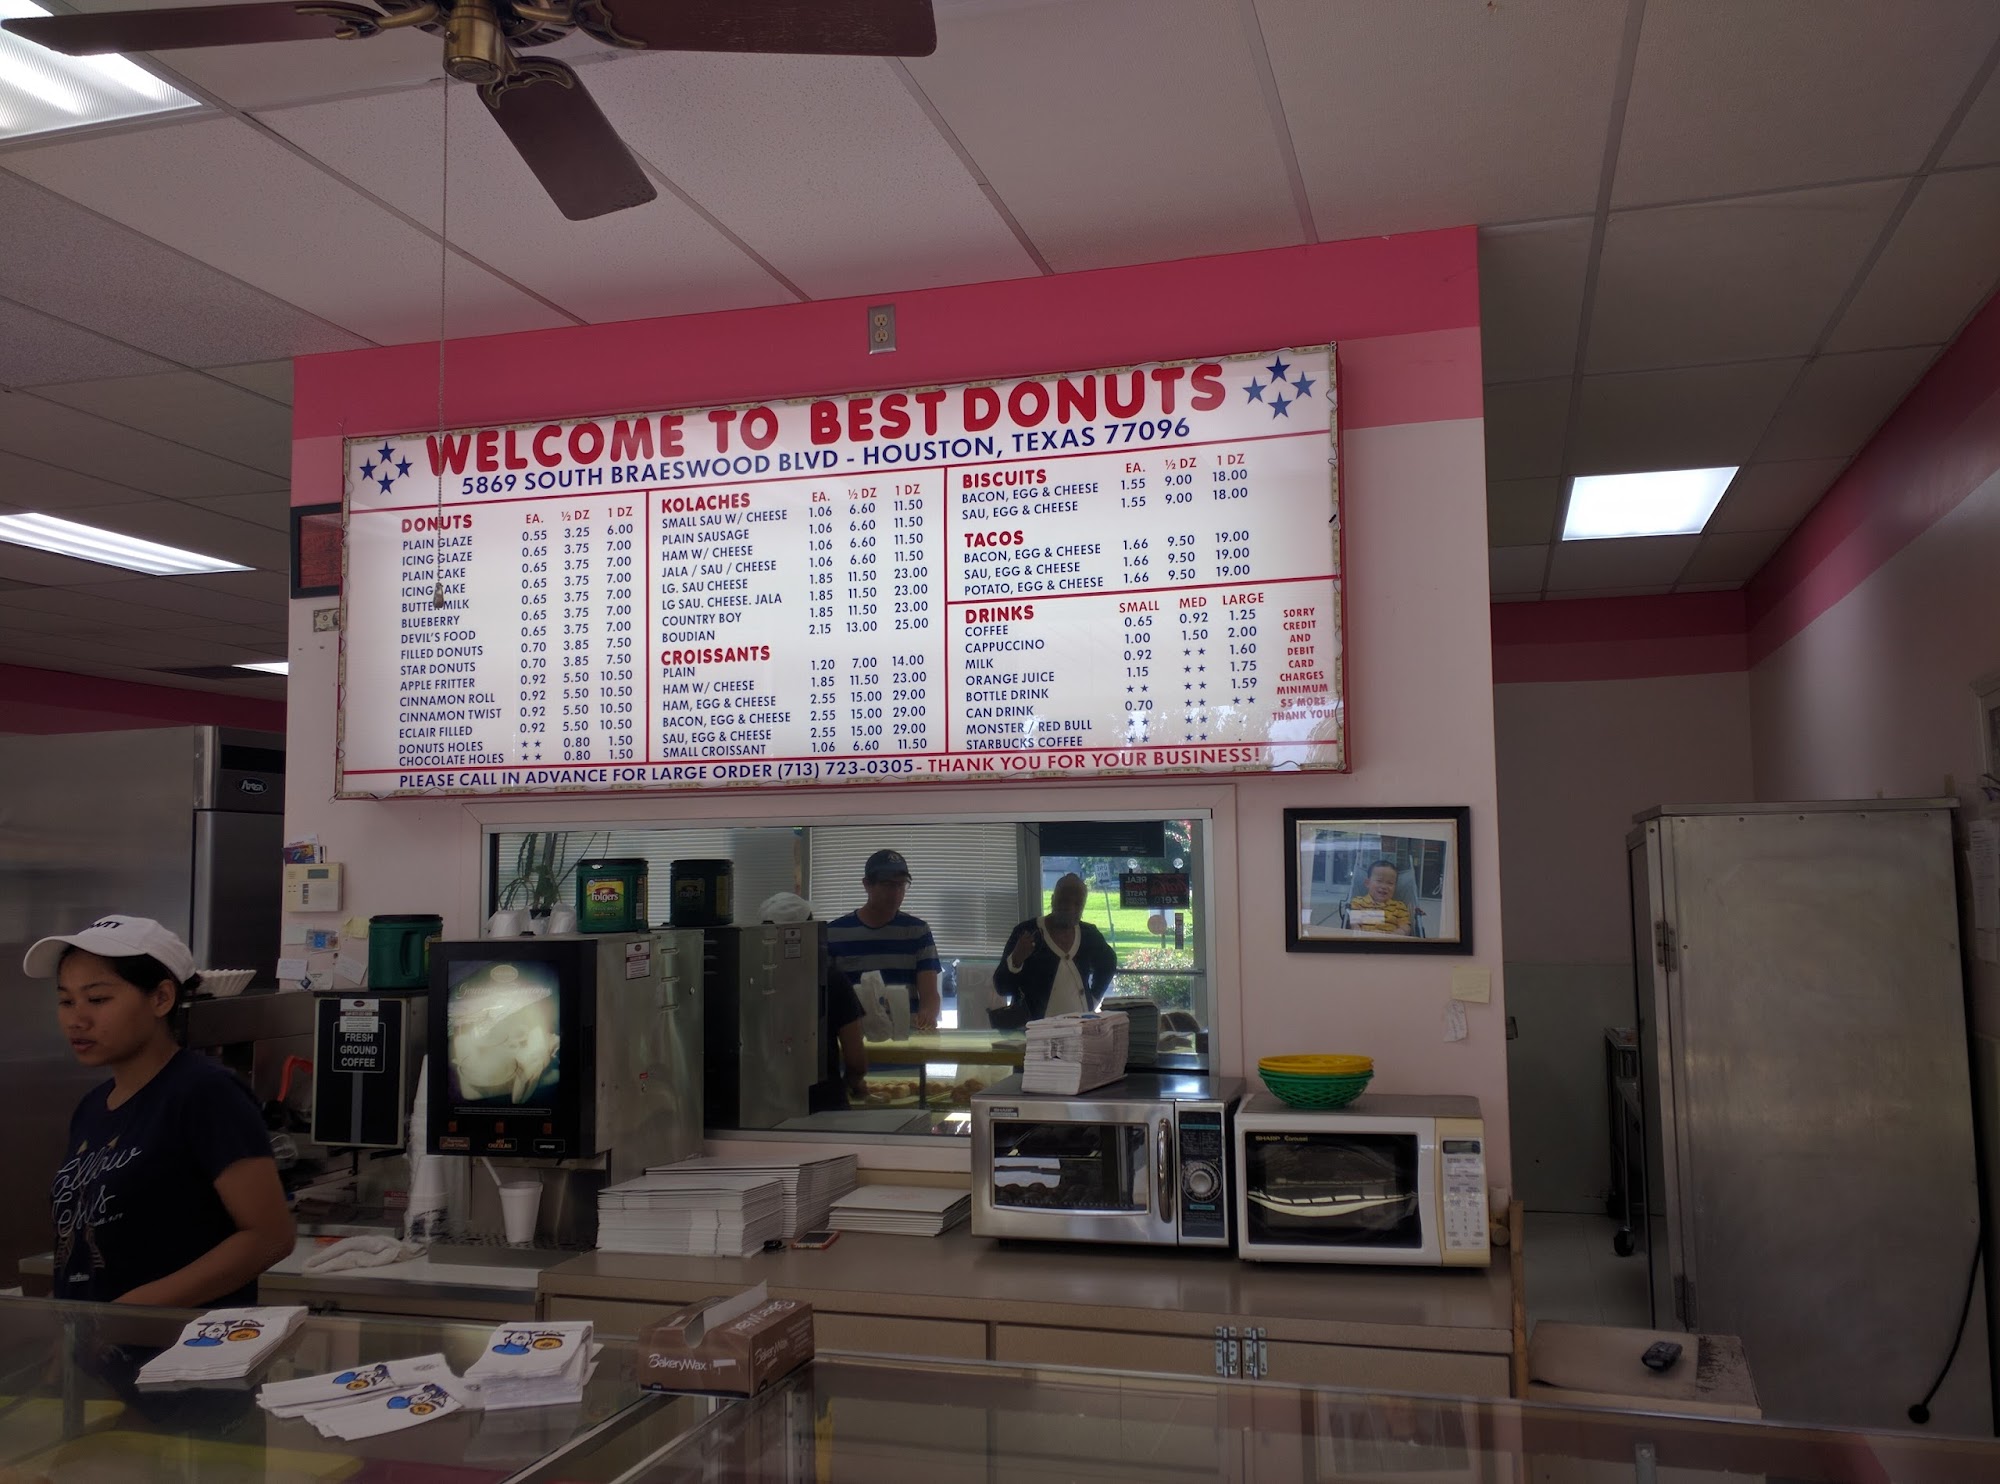 WELCOME TO BEST DONUTS
5869 SOUTH BRAESWOOD BLVD - HOUSTON, TEXAS 77096
DONUTS EA. ½ DZ 1 DZ
PLAIN GLAZE 0.55 3.25 6.00
ICING GLAZE 0.65 3.75 7.00
PLAIN CAKE 0.65 3.75 7.00
ICING CAKE 0.65 3.75 7.00
BUTTERMILK 0.65 3.75 7.00
BLUEBERRY 0.65 3.75 7.00
DEVIL'S FOOD 0.65 3.75 7.00
FILLED DONUTS 0.70 3.85 7.50
STAR DONUTS 0.70 3.85 7.50
APPLE FRITTER 0.92 5.50 10.50
CINNAMON ROLL 0.92 5.50 10.50
CINNAMON TWIST 0.92 5.50 10.50
ECLAIR FILLED 0.92 5.50 10.50
DONUTS HOLES ★★ 0.80 1.50
CHOCOLATE HOLES ★★ 0.80 1.50
KOLACHES EA. ½ DZ 1 DZ
SMALL SAU W/ CHEESE 1.06 6.60 11.50
PLAIN SAUSAGE 1.06 6.60 11.50
HAM W/ CHEESE 1.06 6.60 11.50
JALA / SAU / CHEESE 1.06 6.60 11.50
LG. SAU CHEESE 1.85 11.50 23.00
LG SAU. CHEESE. JALA 1.85 11.50 23.00
COUNTRY BOY 1.85 11.50 23.00
BOUDIAN 2.15 13.00 25.00
CROISSANTS
PLAIN 1.20 7.00 14.00
HAM W/ CHEESE 1.85 11.50 23.00
HAM, EGG & CHEESE 2.55 15.00 29.00
BACON, EGG & CHEESE 2.55 15.00 29.00
SAU, EGG & CHEESE 2.55 15.00 29.00
SMALL CROISSANT 1.06 6.60 11.50
BISCUITS EA. ½ DZ 1 DZ
BACON, EGG & CHEESE 1.55 9.00 18.00
SAU, EGG & CHEESE 1.55 9.00 18.00
TACOS
BACON, EGG & CHEESE 1.66 9.50 19.00
SAU, EGG & CHEESE 1.66 9.50 19.00
POTATO, EGG & CHEESE 1.66 9.50 19.00
DRINKS SMALL MED LARGE
COFFEE 0.65 0.92 1.25
CAPPUCCINO 1.00 1.50 2.00
MILK 0.92 ★★ 1.60
ORANGE JUICE 1.15 ★★ 1.75
BOTTLE DRINK ★★ ★★ 1.59
CAN DRINK 0.70 ★★ ★★
MONSTER / RED BULL ★★ ★★
STARBUCKS COFFEE ★★ ★★
SORRY
CREDIT
AND
DEBIT
CARD
CHARGES
MINIMUM
$5 MORE
THANK YOU!
PLEASE CALL IN ADVANCE FOR LARGE ORDER (713) 723-0305 - THANK YOU FOR YOUR BUSINESS!
Folgers
FRESH
GROUND
COFFEE
SHARP
SHARP Carousel
BakeryWax
BakeryWax